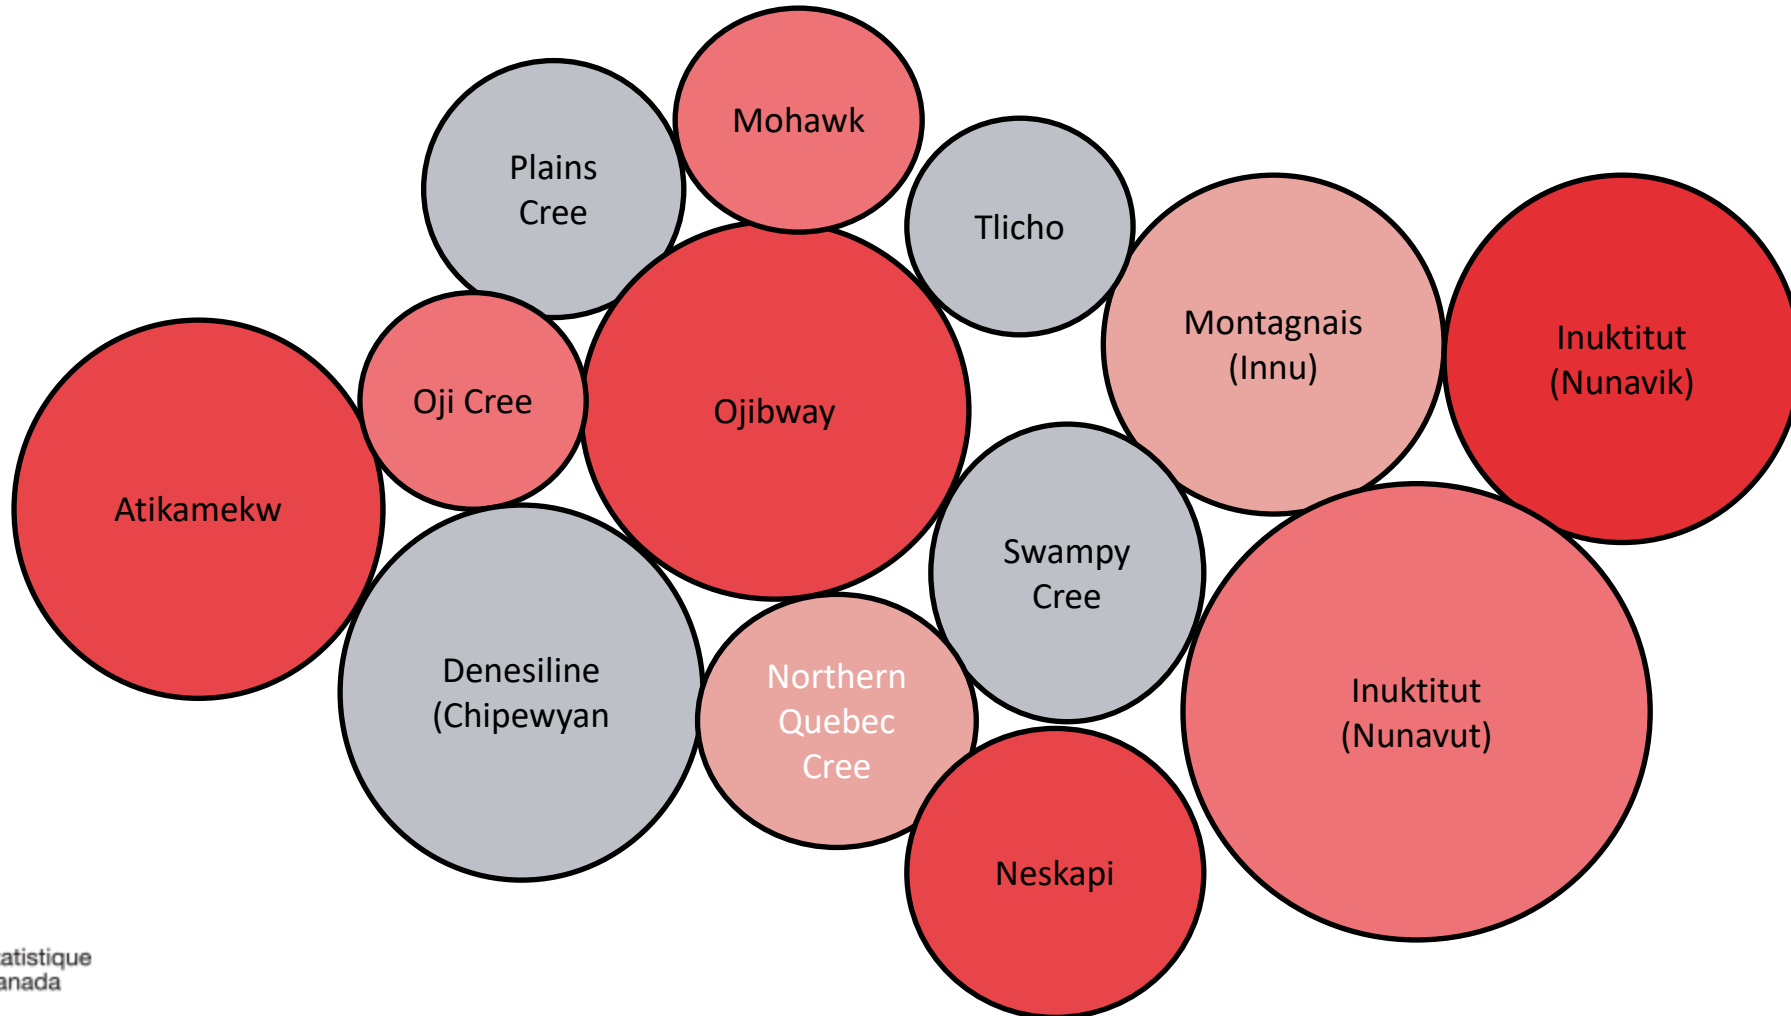 Mohawk
Plains
Cree
Tlicho
Montagnais
(Innu)
Inuktitut
(Nunavik)
Oji Cree
Ojibway
Atikamekw
Swampy
Cree
Denesiline
(Chipewyan
Northern
Quebec
Cree
Inuktitut
(Nunavut)
Neskapi
atistique
anada